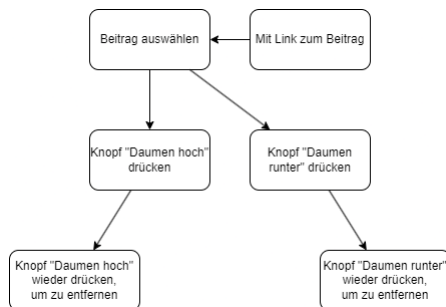 Beitrag auswählen
Mit Link zum Beitrag
Knopf "Daumen hoch"
drücken
Knopf "Daumen
runter" drücken
Knopf "Daumen hoch"
wieder drücken,
um zu entfernen
Knopf "Daumen runter"
wieder drücken,
um zu entfernen